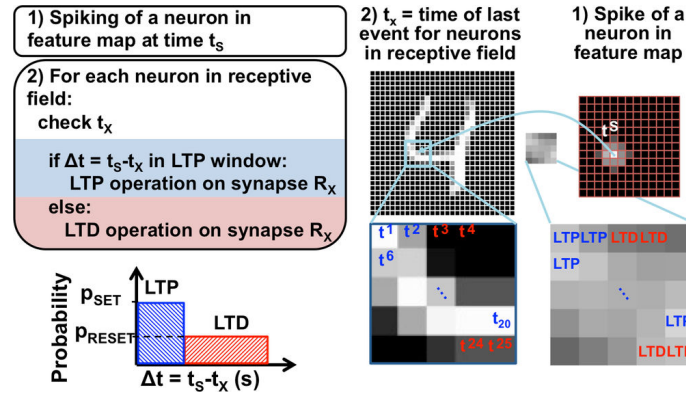 1) Spiking of a neuron in
feature map at time tS
2) For each neuron in receptive
field:
check tX
if Δt = tS-tX in LTP window:
LTP operation on synapse RX
else:
LTD operation on synapse RX
Probability
pSET
pRESET
LTP
LTD
Δt = tS-tX (s)
2) tx = time of last
event for neurons
in receptive field
t1 t2 t3 t4
t6
⋱
t20
t24 t25
1) Spike of a
neuron in
feature map
tS
LTP LTP LTD LTD
LTP
⋱
LTP
LTD LTD